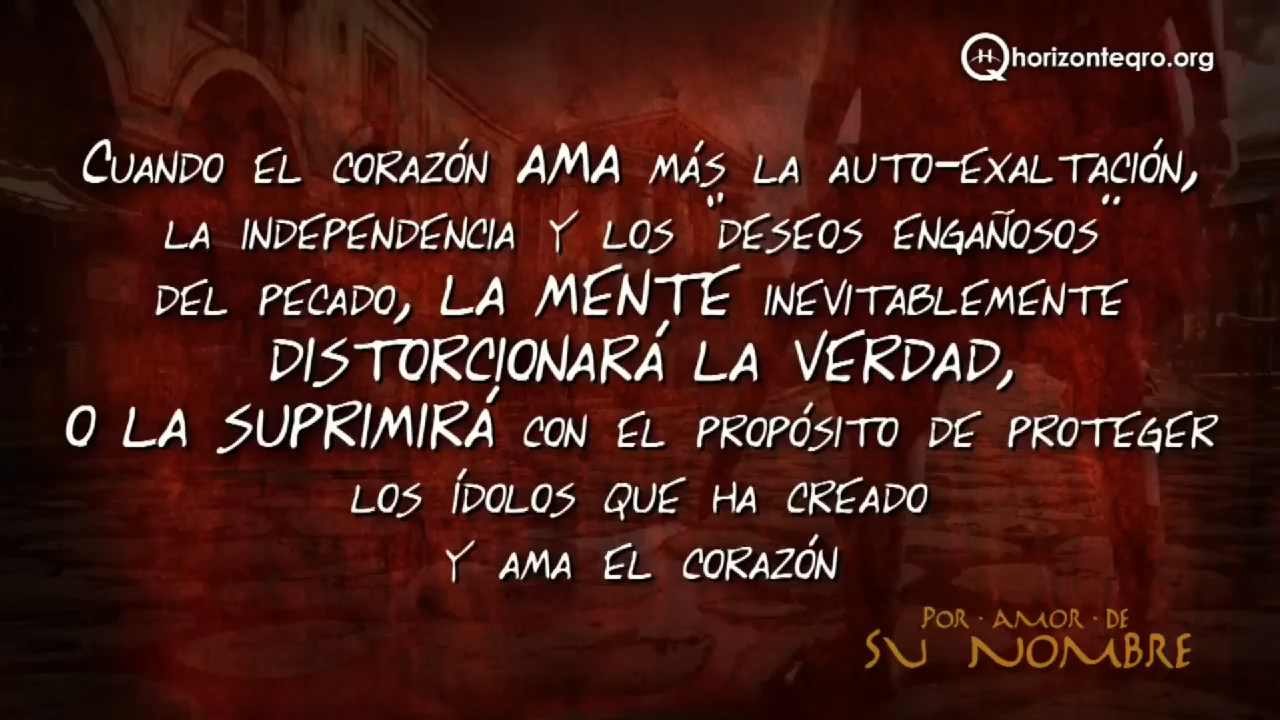 horizonteqro.org
Cuando el corazón AMA más la auto-exaltación,
la independencia y los "deseos engañosos"
del pecado, LA MENTE inevitablemente
DISTORCIONARÁ LA VERDAD,
O LA SUPRIMIRÁ con el propósito de proteger
los ídolos que ha creado
y ama el corazón
POR · AMOR · DE
SU NOMBRE